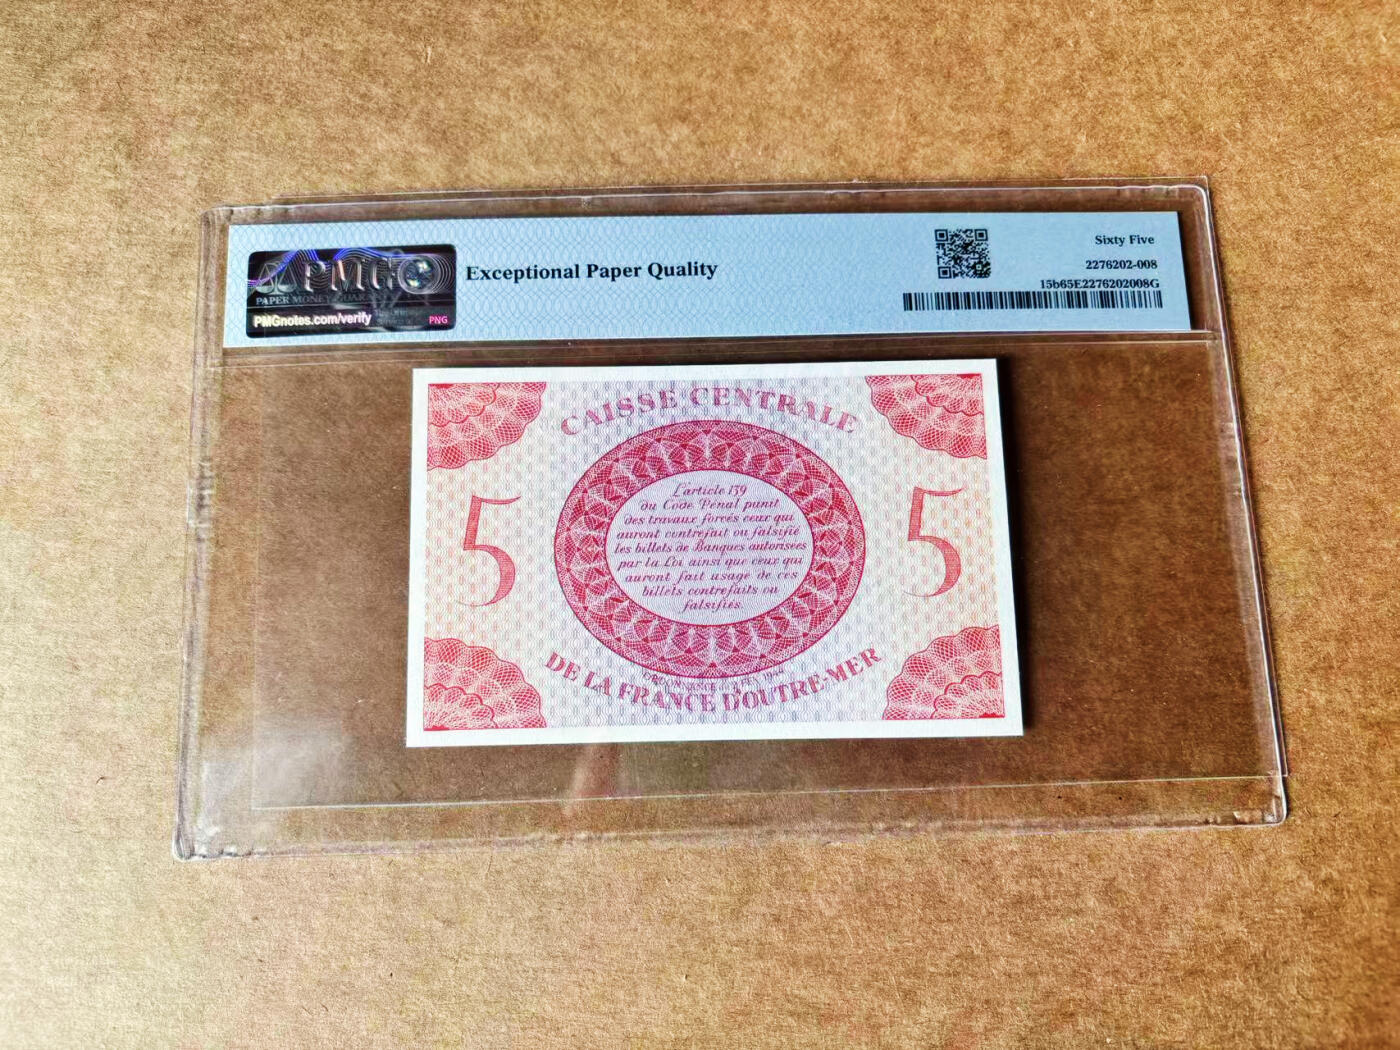 PMG
PAPER MONEY GUARANTY
PMGnotes.com/verify
PNG
Exceptional Paper Quality
Sixty Five
2276202-008
15b65E2276202008G
CAISSE CENTRALE
5
5
L'article 139
du Code Pénal punit
des travaux forcés ceux qui
auront contrefait ou falsifié
les billets de Banques autorisées
par la Loi ainsi que ceux qui
auront fait usage de ces
billets contrefaits ou
falsifiés.
ORDONNANCE
DE LA FRANCE D'OUTRE-MER